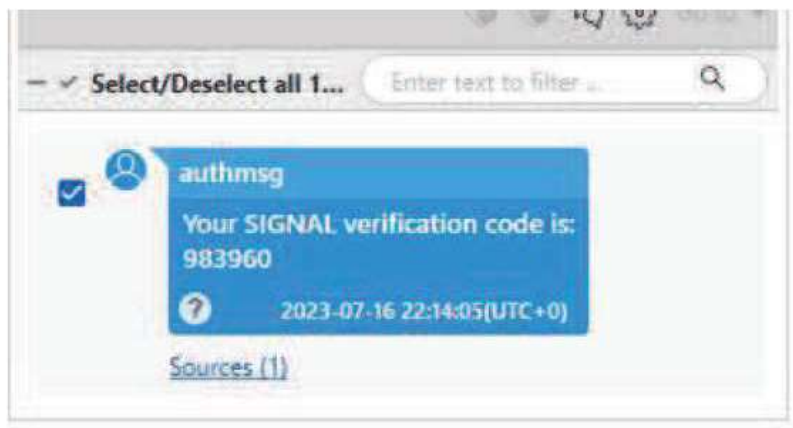 Select/Deselect all 1...
Enter text to filter ...
authmsg
Your SIGNAL verification code is:
983960
?
2023-07-16 22:14:05(UTC+0)
Sources (1)